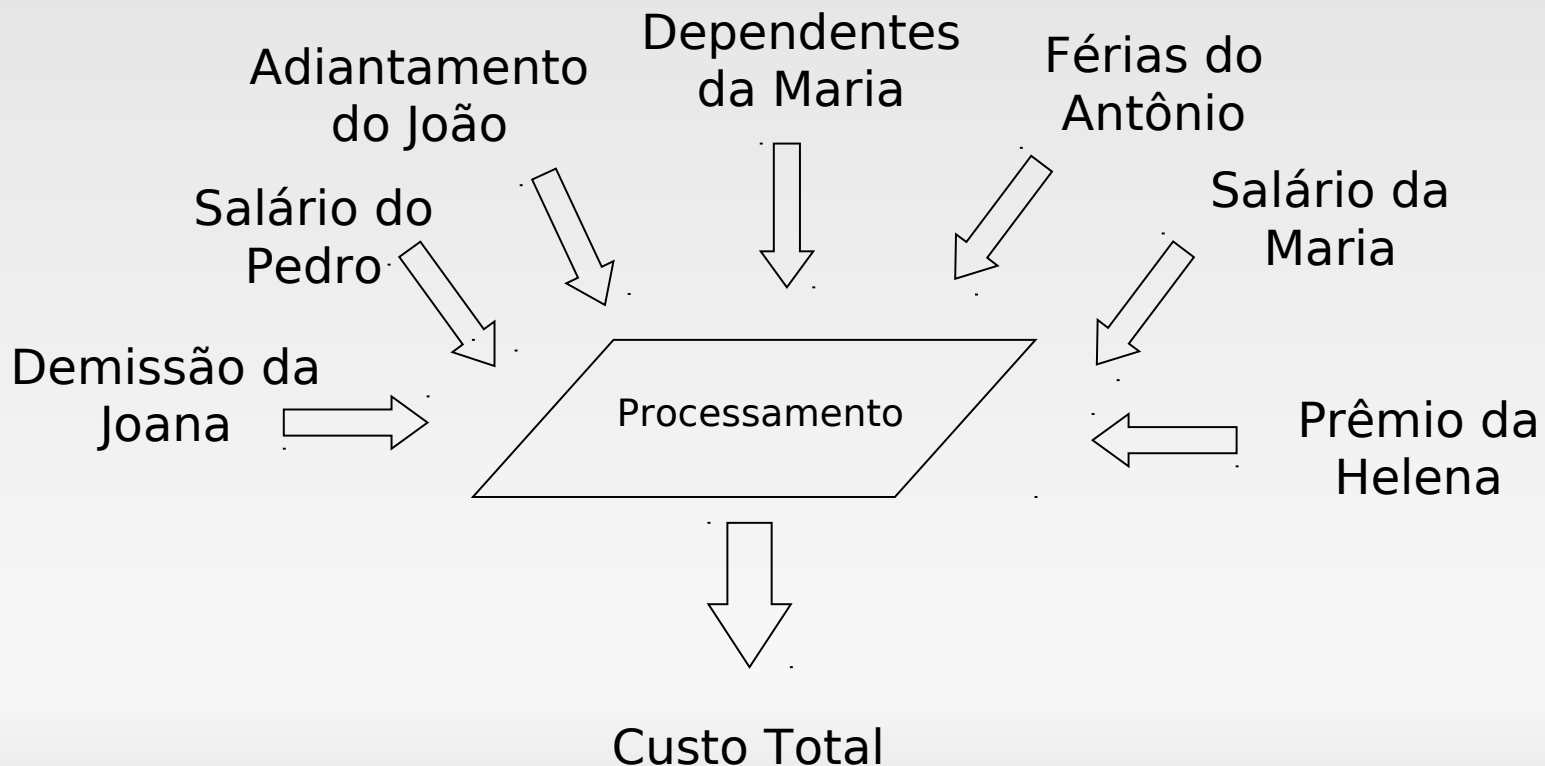 Dependentes
da Maria
Adiantamento
do João
Férias do
Antônio
Salário do
Pedro
Salário da
Maria
Demissão da
Joana
Processamento
Prêmio da
Helena
Custo Total